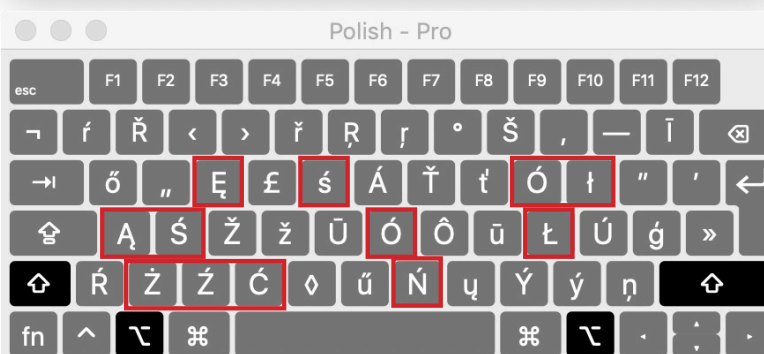 Polish - Pro
esc F1 F2 F3 F4 F5 F6 F7 F8 F9 F10 F11 F12
¬ ŕ Ř ‹ › ř Ŗ ŗ ° Š ‚ — Ī
ő „ Ę £ ś Á Ť ť Ó ł " '
Ą Ś Ž ž Ū Ó Ô ū Ł Ú ģ »
Ŕ Ż Ź Ć ◊ ű Ń ų Ý ý ņ
fn